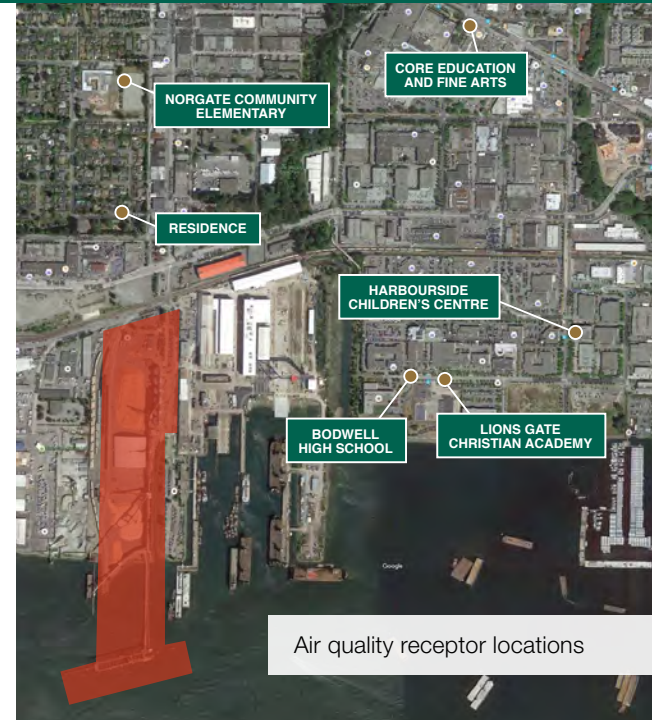 CORE EDUCATION
AND FINE ARTS
NORGATE COMMUNITY
ELEMENTARY
RESIDENCE
HARBOURSIDE
CHILDREN'S CENTRE
BODWELL
HIGH SCHOOL
LIONS GATE
CHRISTIAN ACADEMY
Google
Air quality receptor locations